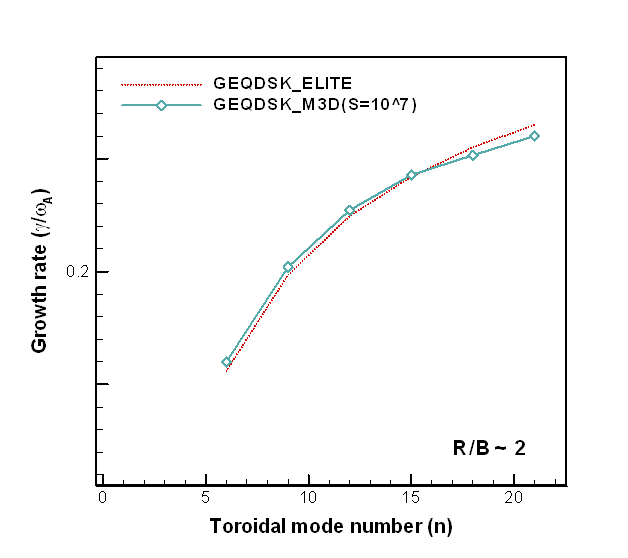 GEQDSK_ELITE
GEQDSK_M3D(S=10^7)
Growth rate (γ/ω_A)
0.2
R/B ~ 2
0 5 10 15 20
Toroidal mode number (n)